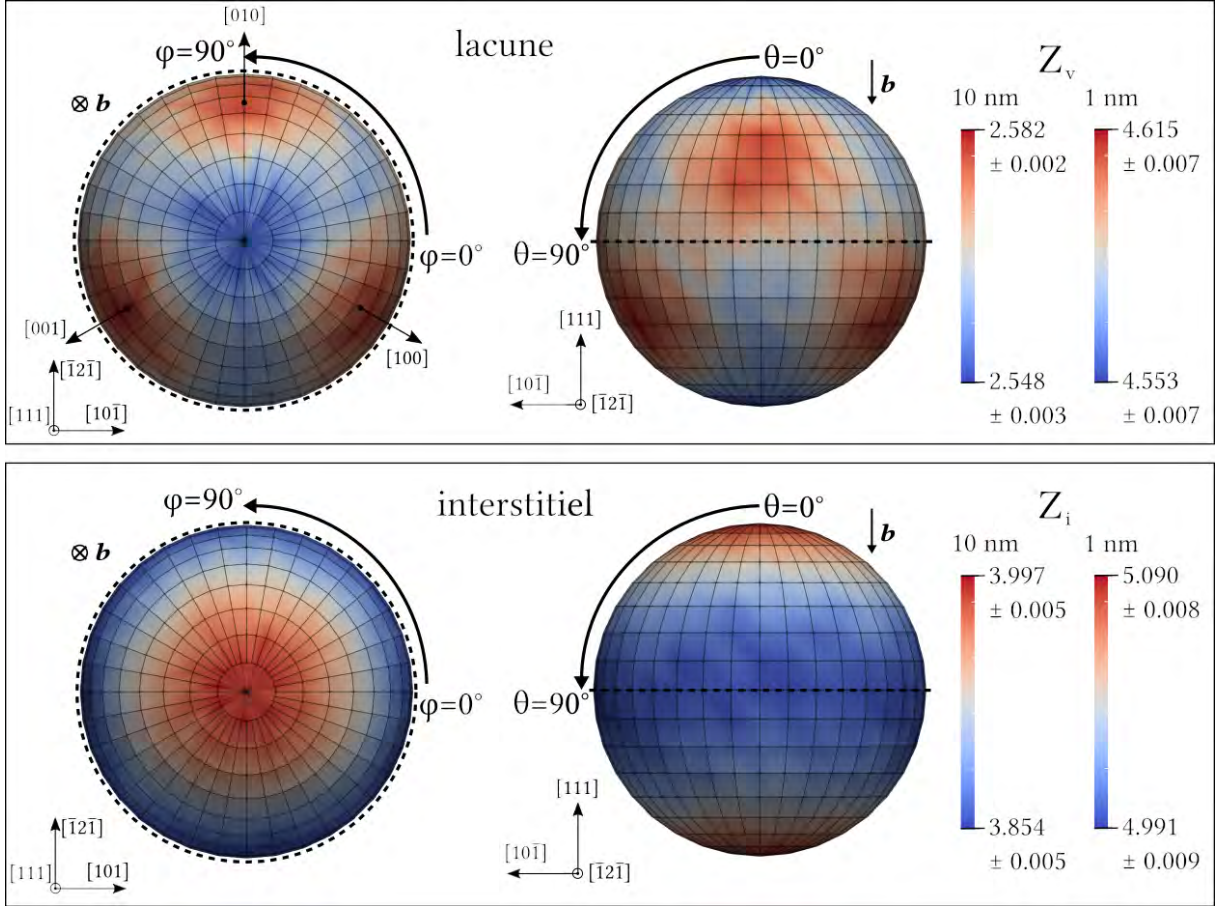 lacune
[010]
φ=90°
⊗ b
φ=0°
[001]
[100]
[1̅21̅]
[111]
[101̅]
θ=0°
b
θ=90°
[111]
[101̅]
[1̅21̅]
Z_v
10 nm
1 nm
2.582
± 0.002
4.615
± 0.007
2.548
± 0.003
4.553
± 0.007
interstitiel
φ=90°
⊗ b
φ=0°
[1̅21̅]
[111]
[101]
θ=0°
b
θ=90°
[111]
[101̅]
[1̅21̅]
Z_i
10 nm
1 nm
3.997
± 0.005
5.090
± 0.008
3.854
± 0.005
4.991
± 0.009